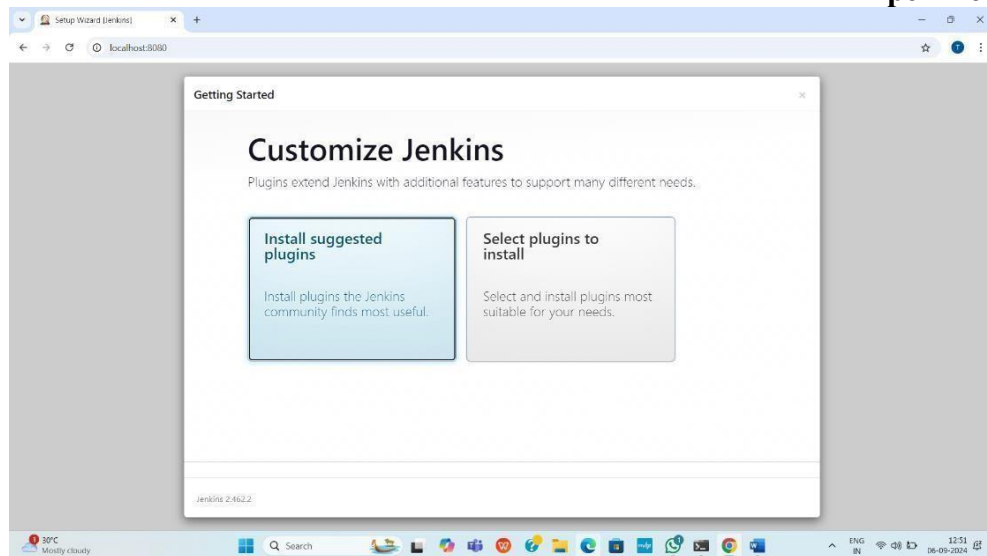 Setup Wizard [Jenkins]
localhost:8080
T
Getting Started
Customize Jenkins
Plugins extend Jenkins with additional features to support many different needs.
Install suggested
plugins
Install plugins the Jenkins
community finds most useful.
Select plugins to
install
Select and install plugins most
suitable for your needs.
Jenkins 2.462.2
1
30°C
Mostly cloudy
Search
ENG
IN
12:51
06-09-2024